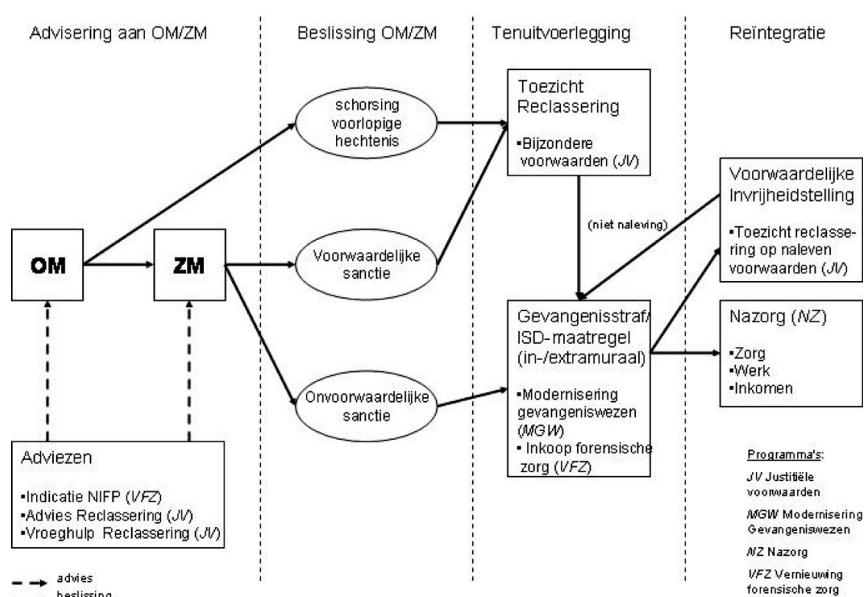 Advisering aan OM/ZM
Beslissing OM/ZM
Tenuitvoerlegging
Reïntegratie
schorsing
voorlopige
hechtenis
Toezicht
Reclassering
▪Bijzondere
voorwaarden (JV)
Voorwaardelijke
Invrijheidstelling
▪Toezicht reclasse-
ring op naleven
voorwaarden (JV)
(niet naleving)
OM
ZM
Voorwaardelijke
sanctie
Gevangenisstraf/
ISD-maatregel
(in-/extramuraal)
▪Modernisering
gevangeniswezen
(MGW)
▪ Inkoop forensische
zorg (VFZ)
Nazorg (NZ)
▪Zorg
▪Werk
▪Inkomen
Onvoorwaardelijke
sanctie
Adviezen
▪Indicatie NIFP (VFZ)
▪Advies Reclassering (JV)
▪Vroeghulp Reclassering (JV)
Programma's:
JV Justitiële
voorwaarden
MGW Modernisering
Gevangeniswezen
NZ Nazorg
VFZ Vernieuwing
forensische zorg
advies
beslissing